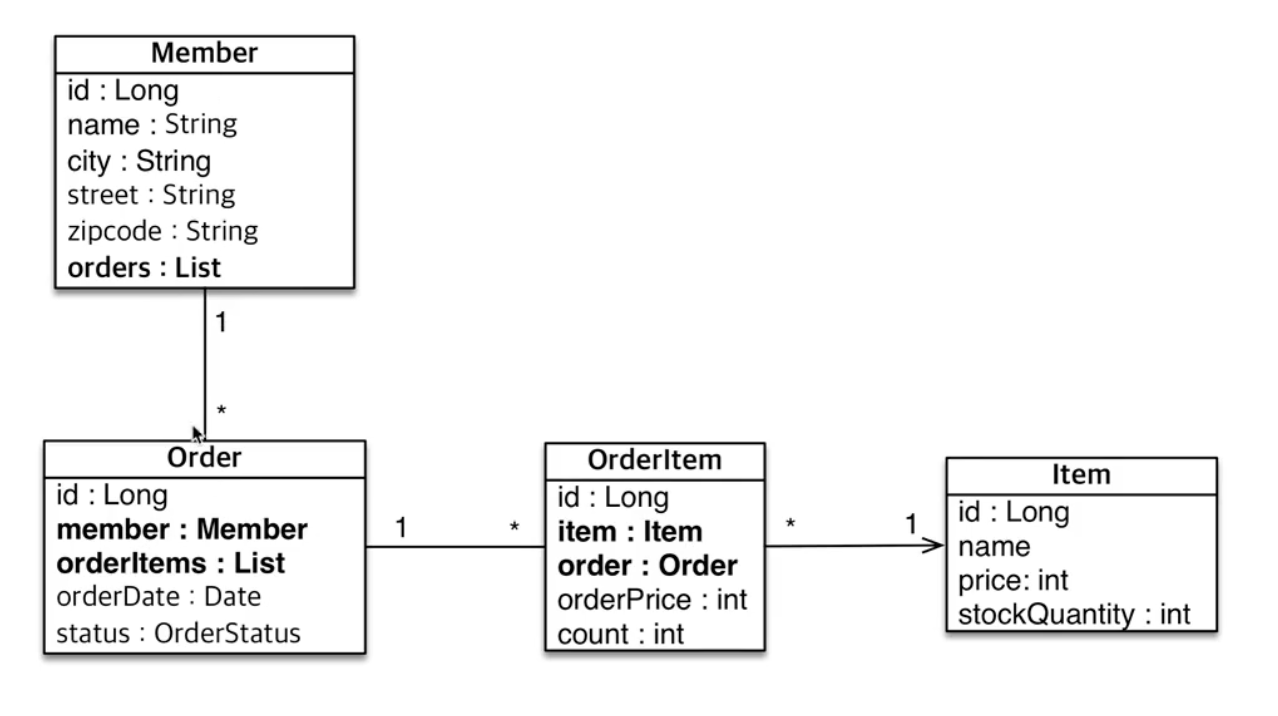 Member
id : Long
name : String
city : String
street : String
zipcode : String
orders : List
1
*
Order
id : Long
member : Member
orderItems : List
orderDate : Date
status : OrderStatus
1
*
OrderItem
id : Long
item : Item
order : Order
orderPrice : int
count : int
*
1
Item
id : Long
name
price: int
stockQuantity : int